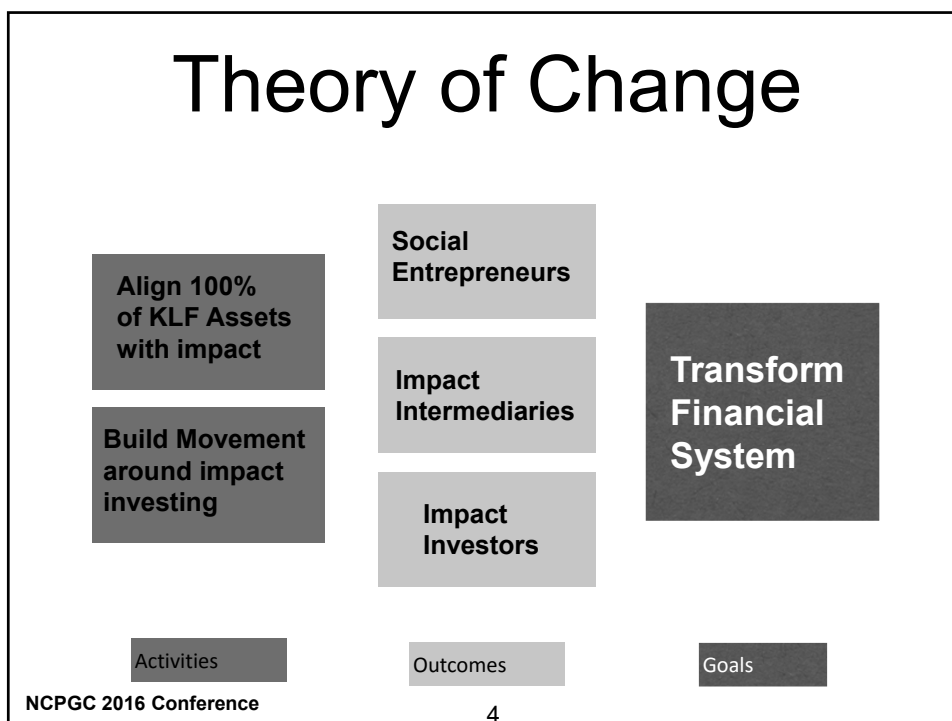 Theory of Change
Align 100%
of KLF Assets
with impact
Build Movement
around impact
investing
Social
Entrepreneurs
Impact
Intermediaries
Impact
Investors
Transform
Financial
System
Activities
Outcomes
Goals
NCPGC 2016 Conference
4